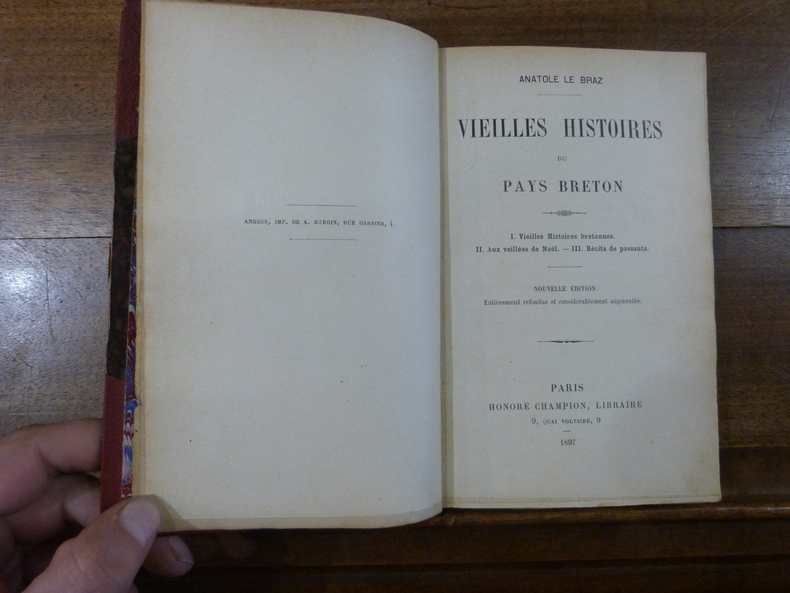 ANGERS, IMP. DE A. BURDIN, RUE GARNIER, 4.
ANATOLE LE BRAZ
VIEILLES HISTOIRES
DU
PAYS BRETON
I. Vieilles Histoires bretonnes.
II. Aux veillées de Noël. — III. Récits de passants.
NOUVELLE ÉDITION
Entièrement refondue et considérablement augmentée.
PARIS
HONORÉ CHAMPION, LIBRAIRE
9, QUAI VOLTAIRE, 9
1897